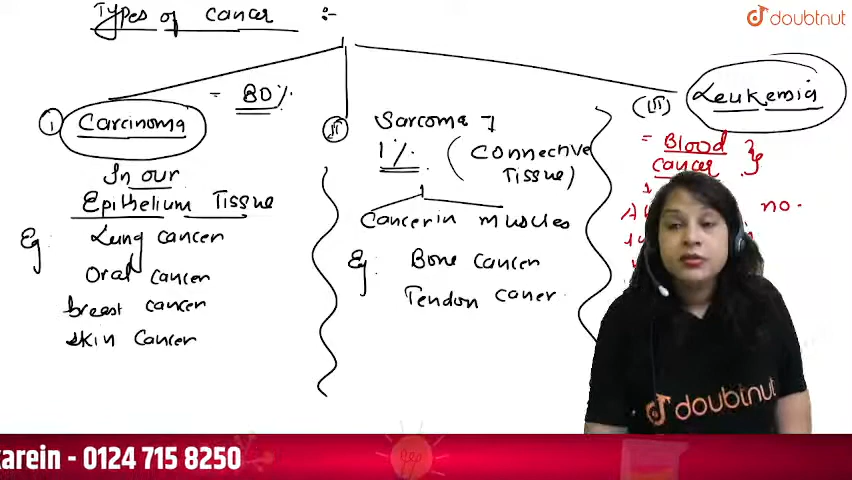 Types of cancer :-
doubtnut
① Carcinoma = 80%
In our
Epithelium Tissue
Eg: Lung cancer
Oral cancer
breast cancer
skin Cancer
(ii) Sarcoma 7
1% (Connective
Tissue)
Cancer in muscles
Eg: Bone cancer
Tendon caner
(iii) Leukemia
= Blood
cancer
no.
doubtnut
karein - 0124 715 8250